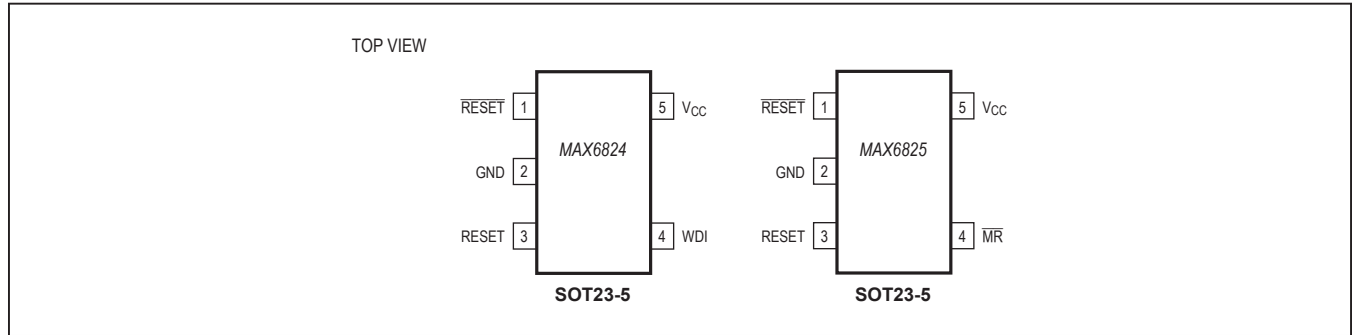 TOP VIEW
RESET 1 5 VCC RESET 1 5 VCC
MAX6824 MAX6825
GND 2 GND 2
RESET 3 4 WDI RESET 3 4 MR
SOT23-5 SOT23-5